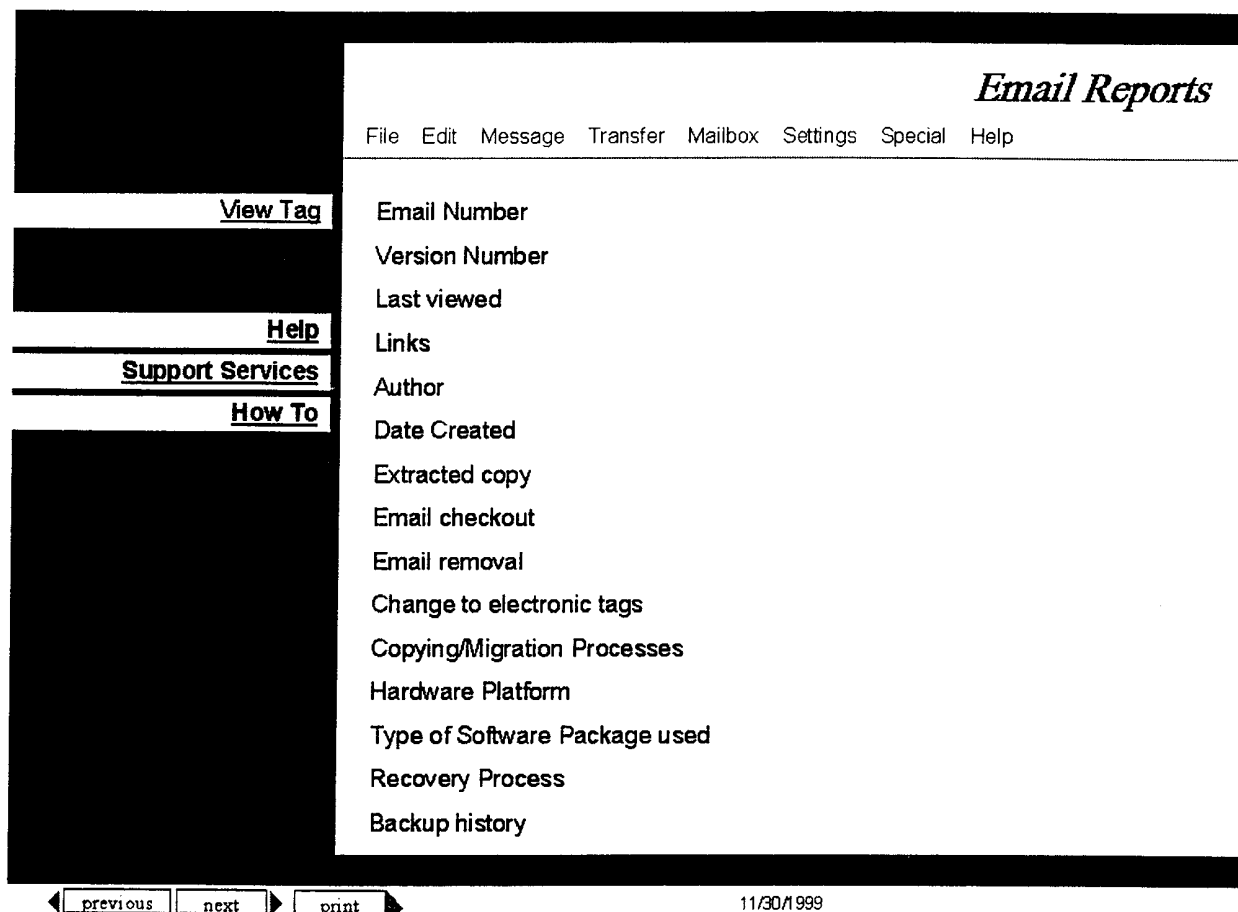 Email Reports
File Edit Message Transfer Mailbox Settings Special Help
View Tag
Help
Support Services
How To
Email Number
Version Number
Last viewed
Links
Author
Date Created
Extracted copy
Email checkout
Email removal
Change to electronic tags
Copying/Migration Processes
Hardware Platform
Type of Software Package used
Recovery Process
Backup history
previous next print 11/30/1999